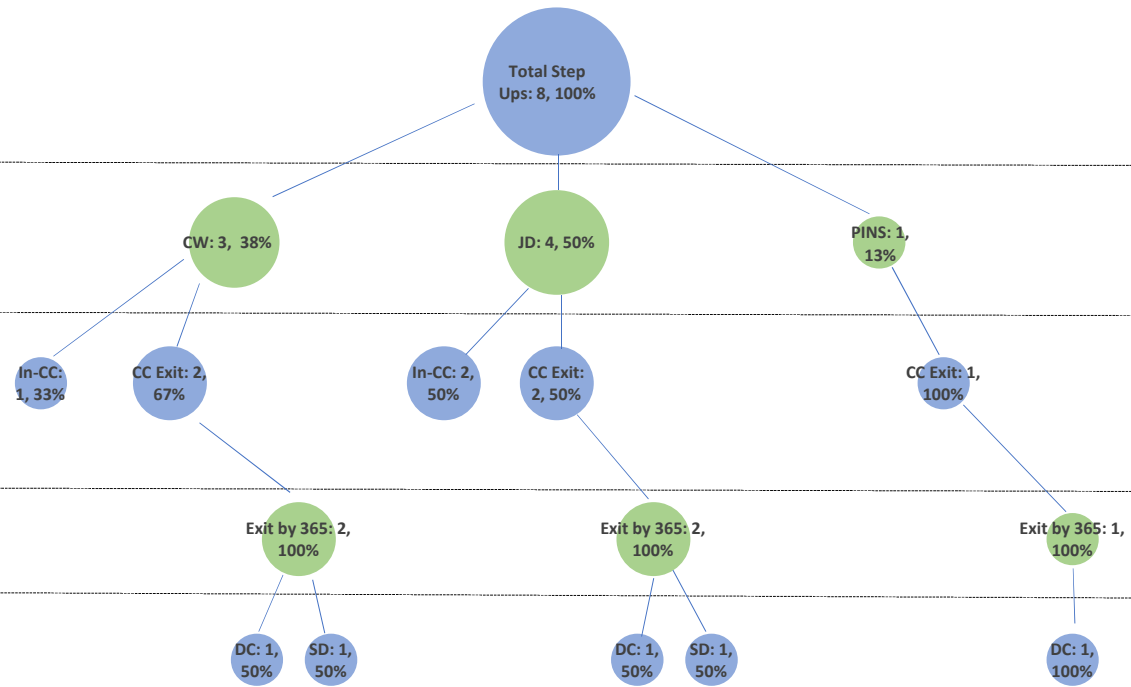 Total Step
Ups: 8, 100%
CW: 3, 38%
JD: 4, 50%
PINS: 1,
13%
In-CC:
1, 33%
CC Exit: 2,
67%
In-CC: 2,
50%
CC Exit:
2, 50%
CC Exit: 1,
100%
Exit by 365: 2,
100%
Exit by 365: 2,
100%
Exit by 365: 1,
100%
DC: 1,
50%
SD: 1,
50%
DC: 1,
50%
SD: 1,
50%
DC: 1,
100%